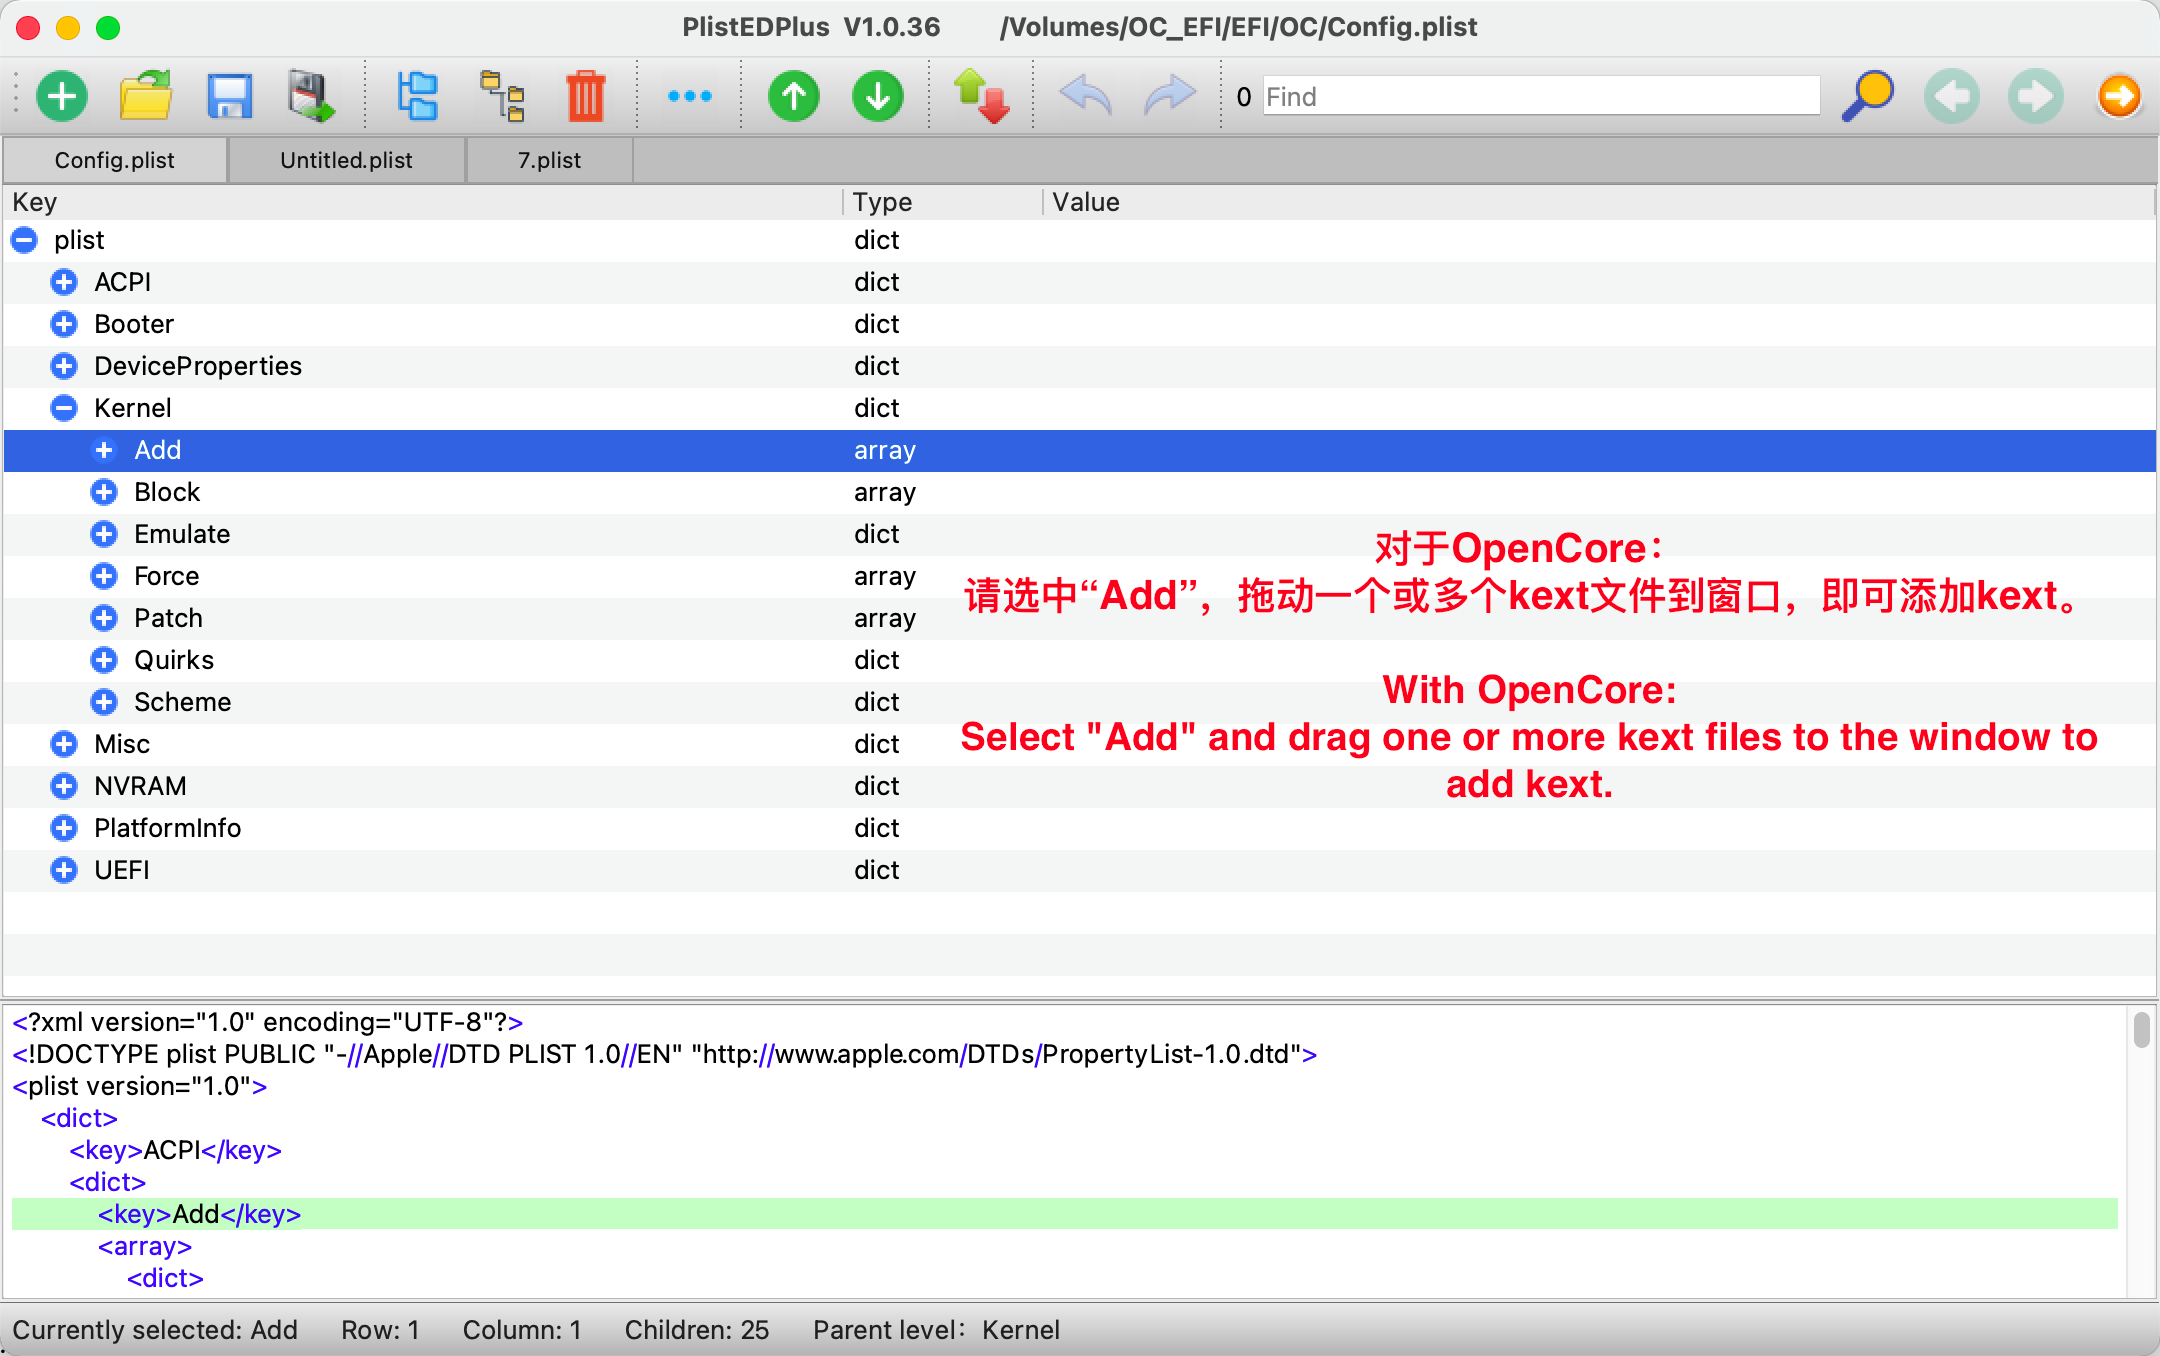 PlistEDPlus V1.0.36 /Volumes/OC_EFI/EFI/OC/Config.plist
0 Find
Config.plist Untitled.plist 7.plist
Key Type Value
plist dict
ACPI dict
Booter dict
DeviceProperties dict
Kernel dict
Add array
Block array
Emulate dict
Force array
Patch array
Quirks dict
Scheme dict
Misc dict
NVRAM dict
PlatformInfo dict
UEFI dict
对于OpenCore：
请选中“Add”，拖动一个或多个kext文件到窗口，即可添加kext。
With OpenCore:
Select "Add" and drag one or more kext files to the window to
add kext.
<?xml version="1.0" encoding="UTF-8"?>
<!DOCTYPE plist PUBLIC "-//Apple//DTD PLIST 1.0//EN" "http://www.apple.com/DTDs/PropertyList-1.0.dtd">
<plist version="1.0">
<dict>
<key>ACPI</key>
<dict>
<key>Add</key>
<array>
<dict>
Currently selected: Add Row: 1 Column: 1 Children: 25 Parent level：Kernel